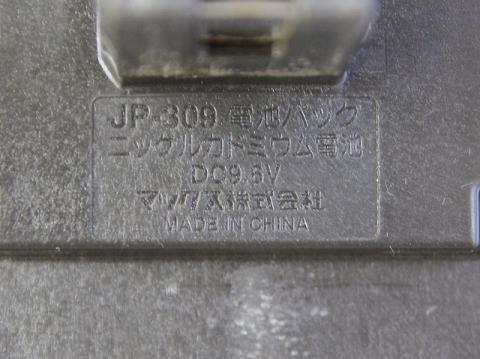 JP-309 電池パック
ニッケルカドミウム電池
DC9.6V
マックス株式会社
MADE IN CHINA